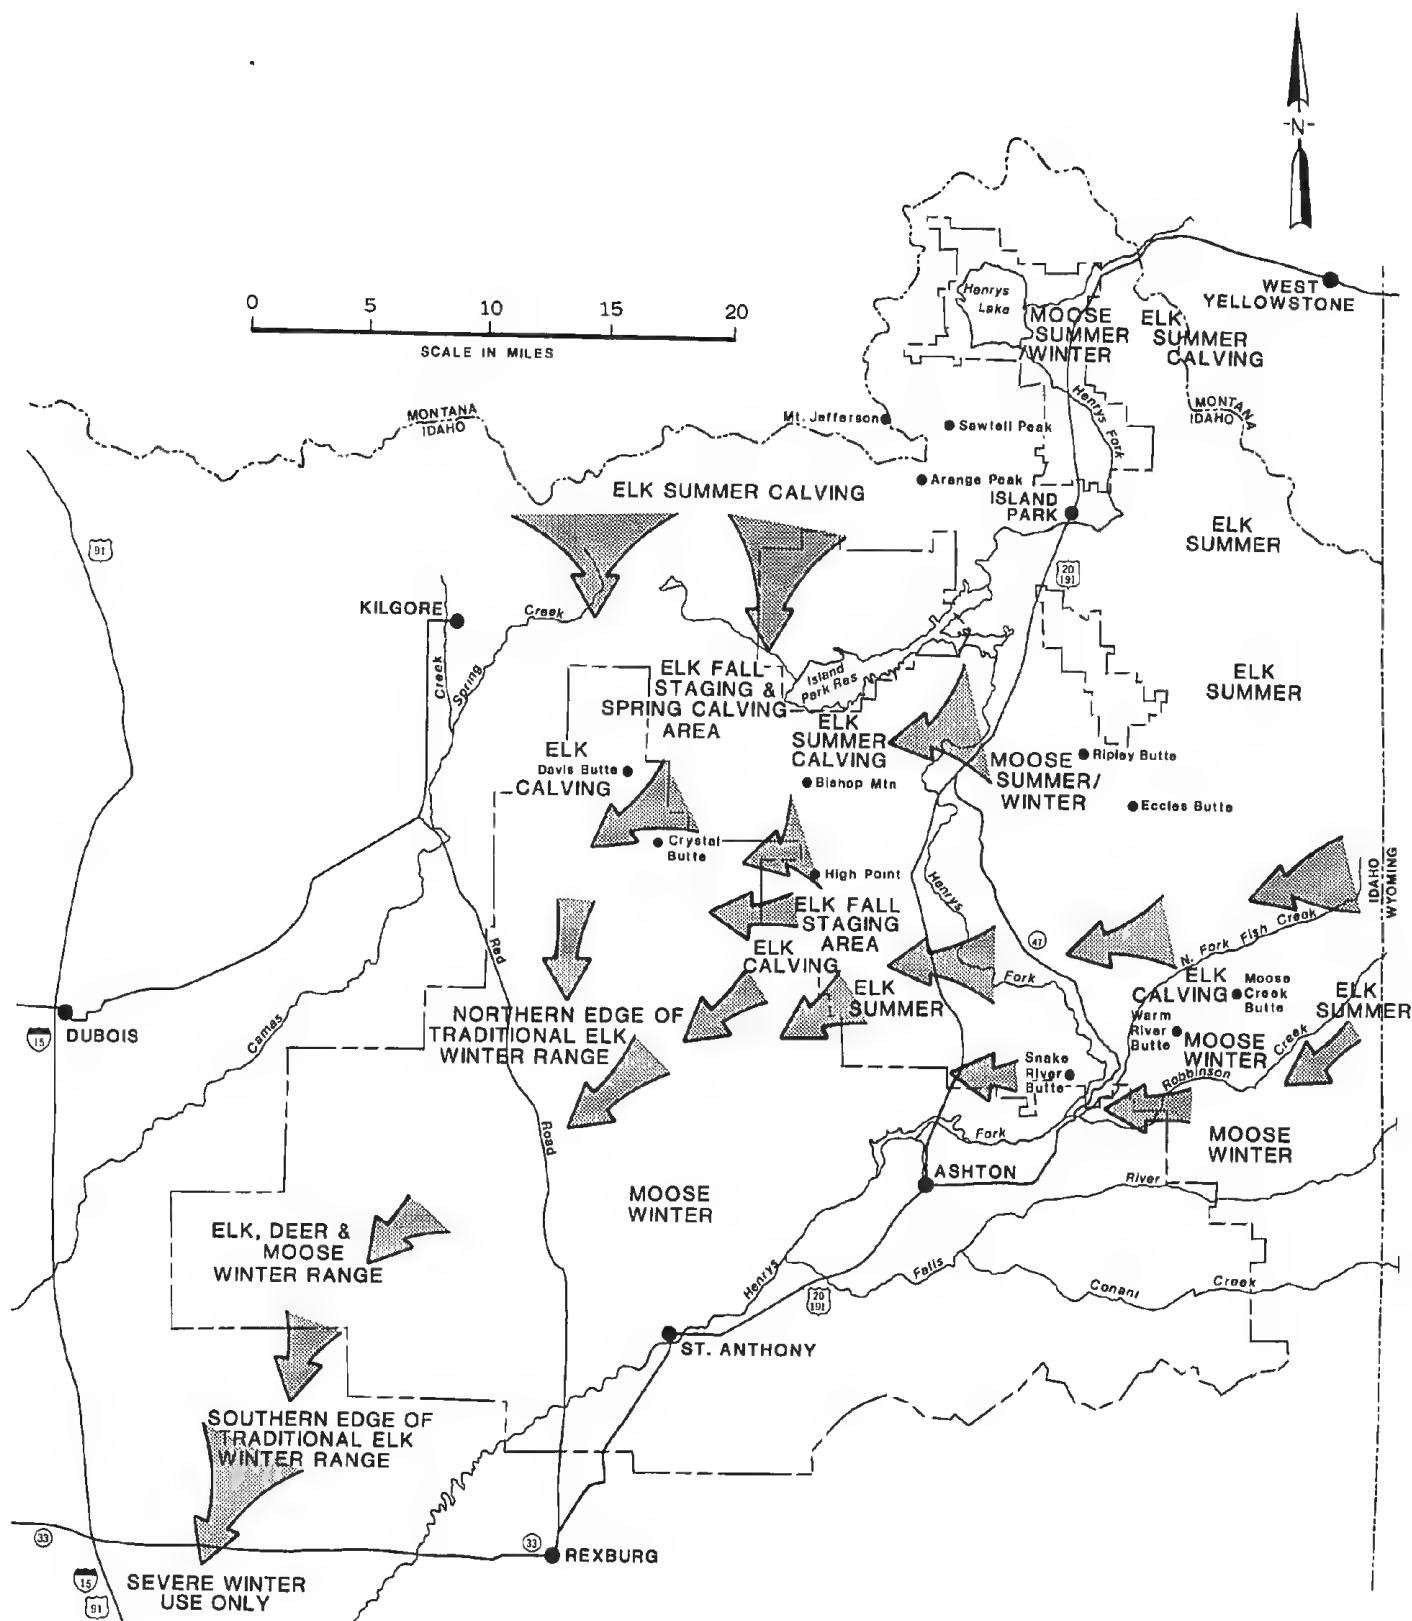 -N-
WEST
YELLOWSTONE
Henrys
Lake
0 5 10 15 20
SCALE IN MILES
MOOSE
SUMMER
/WINTER
ELK
SUMMER
CALVING
MONTANA
IDAHO
Mt. Jefferson
Sawtell Peak
Henrys Fork
MONTANA
IDAHO
Arange Peak
ELK SUMMER CALVING
ISLAND
PARK
ELK
SUMMER
91
20
191
KILGORE
Creek
Creek
Spring
ELK FALL
STAGING &
SPRING CALVING
AREA
Island
Park Res
ELK
SUMMER
ELK
SUMMER
CALVING
ELK
Davis Butte
CALVING
Bishop Mtn
MOOSE
SUMMER/
WINTER
Ripley Butte
Eccles Butte
Crystal
Butte
High Point
Henrys
IDAHO
WYOMING
ELK FALL
STAGING
AREA
Red
47
N. Fork Fish Creek
ELK
CALVING
Fork
ELK
SUMMER
ELK
CALVING
Moose
Creek
Butte
ELK
SUMMER
Warm
River
Butte
MOOSE
WINTER
Creek
Robbinson
DUBOIS
15
Camas
NORTHERN EDGE OF
TRADITIONAL ELK
WINTER RANGE
Snake
River
Butte
Road
Fork
MOOSE
WINTER
ASHTON
River
MOOSE
WINTER
ELK, DEER &
MOOSE
WINTER RANGE
Henrys
Falls
Conant Creek
20
191
ST. ANTHONY
SOUTHERN EDGE OF
TRADITIONAL ELK
WINTER RANGE
33
33
REXBURG
15
91
SEVERE WINTER
USE ONLY